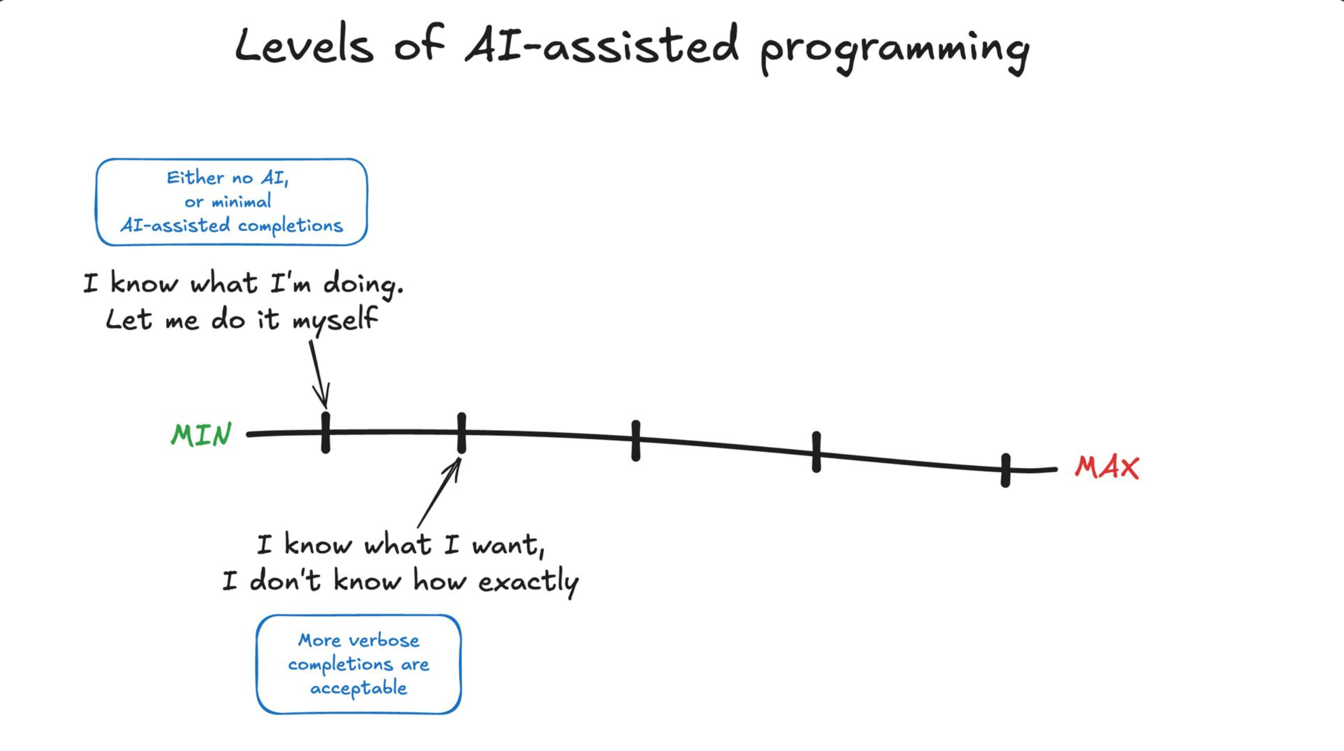 Levels of AI-assisted programming
Either no AI,
or minimal
AI-assisted completions
I know what I'm doing.
Let me do it myself
MIN
MAX
I know what I want,
I don't know how exactly
More verbose
completions are
acceptable